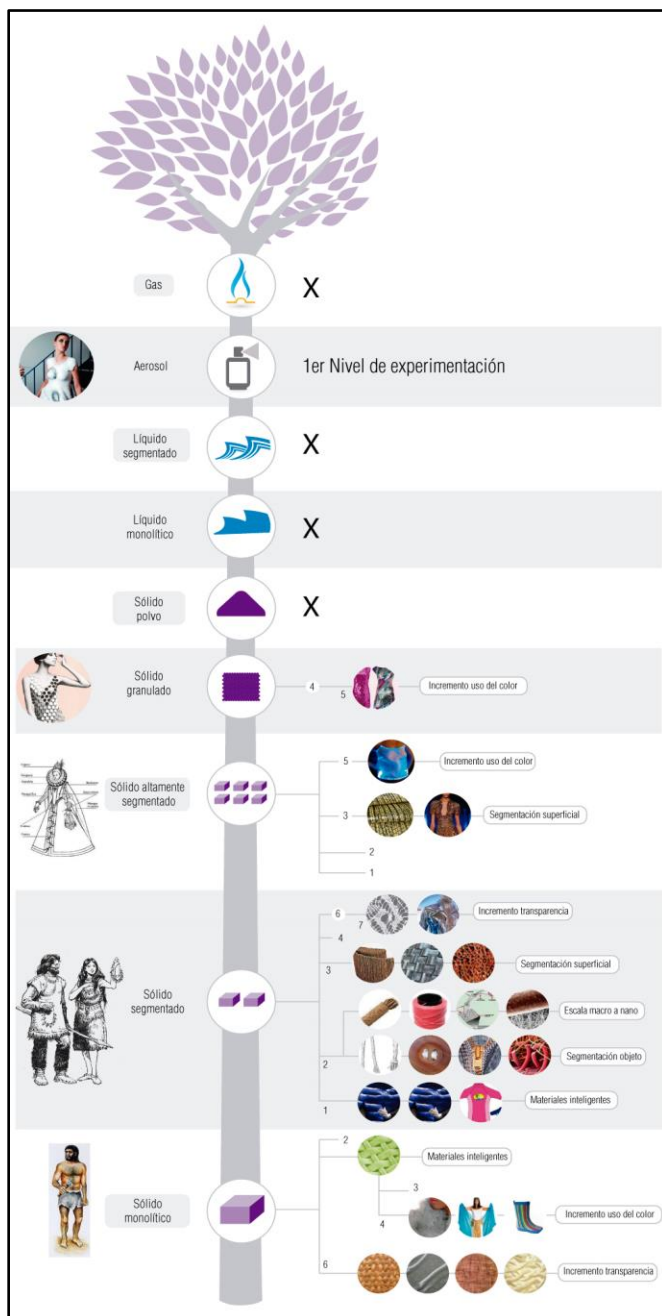 Gas
X
Aerosol
1er Nivel de experimentación
Líquido
segmentado
X
Líquido
monolítico
X
Sólido
polvo
X
Sólido
granulado
4
5
Incremento uso del color
Sólido altamente
segmentado
5
Incremento uso del color
3
Segmentación superficial
2
1
Sólido
segmentado
6
7
Incremento transparencia
4
3
Segmentación superficial
Escala macro a nano
2
Segmentación objeto
1
Materiales inteligentes
Sólido
monolítico
2
Materiales inteligentes
3
4
Incremento uso del color
6
Incremento transparencia